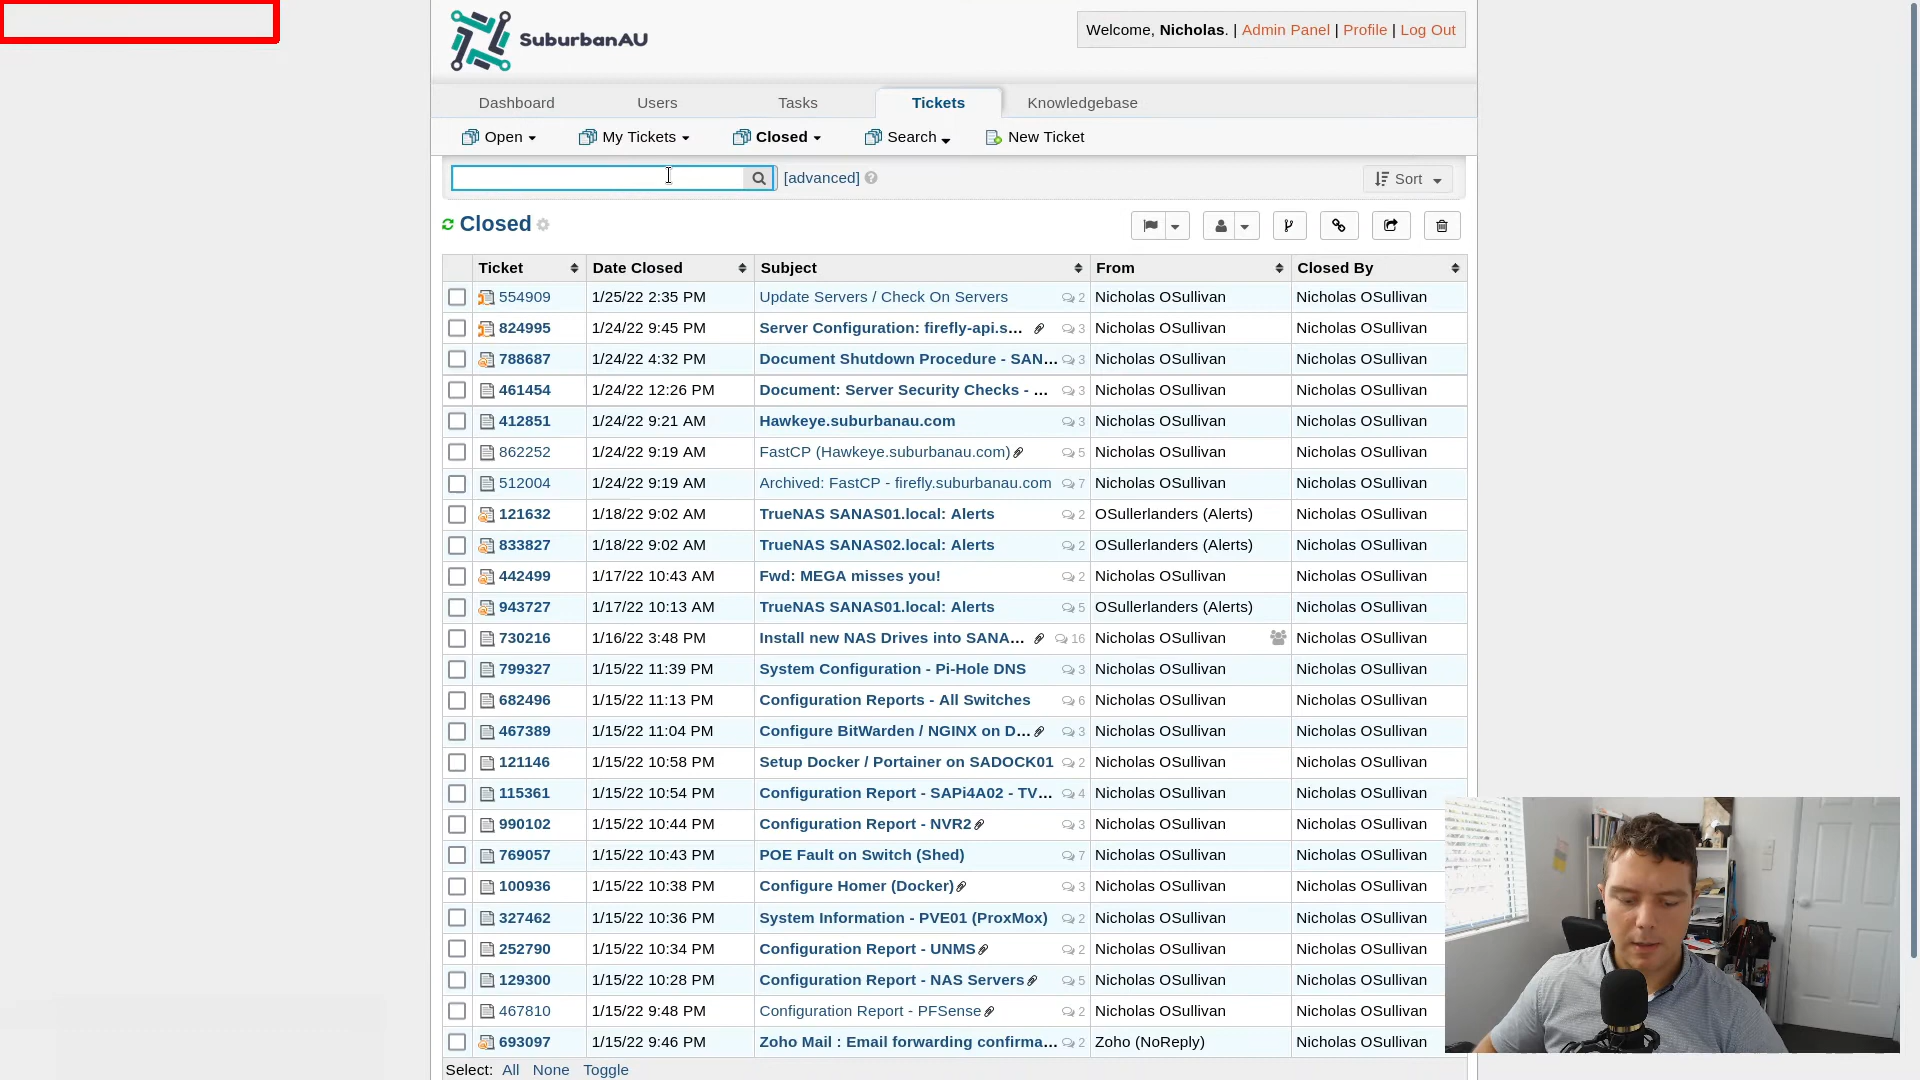 SuburbanAU
Welcome, Nicholas. | Admin Panel | Profile | Log Out
Dashboard Users Tasks Tickets Knowledgebase
Open My Tickets Closed Search New Ticket
[advanced] Sort
Closed
Ticket Date Closed Subject From Closed By
554909 1/25/22 2:35 PM Update Servers / Check On Servers 2 Nicholas OSullivan Nicholas OSullivan
824995 1/24/22 9:45 PM Server Configuration: firefly-api.s... 3 Nicholas OSullivan Nicholas OSullivan
788687 1/24/22 4:32 PM Document Shutdown Procedure - SAN... 3 Nicholas OSullivan Nicholas OSullivan
461454 1/24/22 12:26 PM Document: Server Security Checks - ... 3 Nicholas OSullivan Nicholas OSullivan
412851 1/24/22 9:21 AM Hawkeye.suburbanau.com 3 Nicholas OSullivan Nicholas OSullivan
862252 1/24/22 9:19 AM FastCP (Hawkeye.suburbanau.com) 5 Nicholas OSullivan Nicholas OSullivan
512004 1/24/22 9:19 AM Archived: FastCP - firefly.suburbanau.com 7 Nicholas OSullivan Nicholas OSullivan
121632 1/18/22 9:02 AM TrueNAS SANAS01.local: Alerts 2 OSullerlanders (Alerts) Nicholas OSullivan
833827 1/18/22 9:02 AM TrueNAS SANAS02.local: Alerts 2 OSullerlanders (Alerts) Nicholas OSullivan
442499 1/17/22 10:43 AM Fwd: MEGA misses you! 2 Nicholas OSullivan Nicholas OSullivan
943727 1/17/22 10:13 AM TrueNAS SANAS01.local: Alerts 5 OSullerlanders (Alerts) Nicholas OSullivan
730216 1/16/22 3:48 PM Install new NAS Drives into SANA... 16 Nicholas OSullivan Nicholas OSullivan
799327 1/15/22 11:39 PM System Configuration - Pi-Hole DNS 3 Nicholas OSullivan Nicholas OSullivan
682496 1/15/22 11:13 PM Configuration Reports - All Switches 6 Nicholas OSullivan Nicholas OSullivan
467389 1/15/22 11:04 PM Configure BitWarden / NGINX on D... 3 Nicholas OSullivan Nicholas OSullivan
121146 1/15/22 10:58 PM Setup Docker / Portainer on SADOCK01 2 Nicholas OSullivan Nicholas OSullivan
115361 1/15/22 10:54 PM Configuration Report - SAPi4A02 - TV... 4 Nicholas OSullivan Nicholas OSullivan
990102 1/15/22 10:44 PM Configuration Report - NVR2 3 Nicholas OSullivan Nicholas OSullivan
769057 1/15/22 10:43 PM POE Fault on Switch (Shed) 7 Nicholas OSullivan Nicholas OSullivan
100936 1/15/22 10:38 PM Configure Homer (Docker) 3 Nicholas OSullivan Nicholas OSullivan
327462 1/15/22 10:36 PM System Information - PVE01 (ProxMox) 2 Nicholas OSullivan Nicholas OSullivan
252790 1/15/22 10:34 PM Configuration Report - UNMS 2 Nicholas OSullivan Nicholas OSullivan
129300 1/15/22 10:28 PM Configuration Report - NAS Servers 5 Nicholas OSullivan Nicholas OSullivan
467810 1/15/22 9:48 PM Configuration Report - PFSense 2 Nicholas OSullivan Nicholas OSullivan
693097 1/15/22 9:46 PM Zoho Mail : Email forwarding confirma... 2 Zoho (NoReply) Nicholas OSullivan
Select: All None Toggle